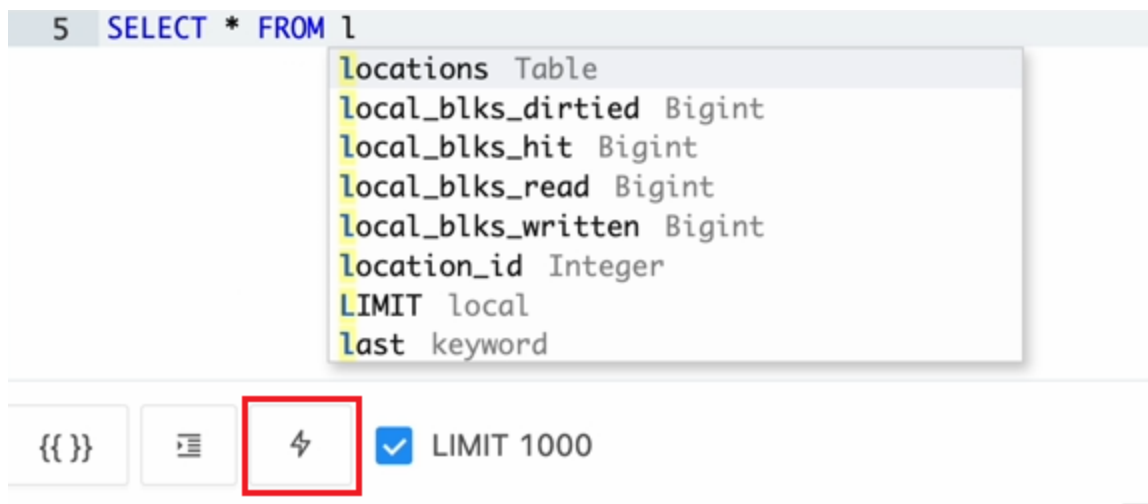 5 SELECT * FROM l
locations Table
local_blks_dirtied Bigint
local_blks_hit Bigint
local_blks_read Bigint
local_blks_written Bigint
location_id Integer
LIMIT local
last keyword
{{ }} LIMIT 1000